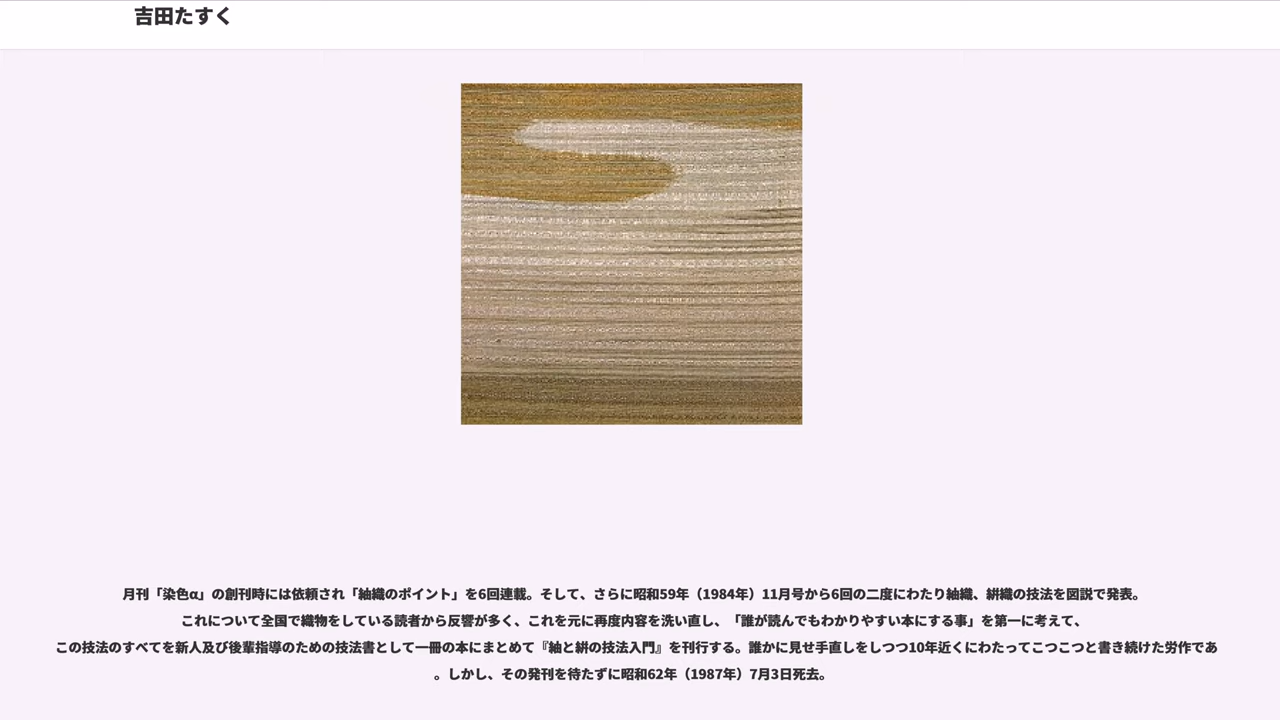 吉田たすく
月刊「染色α」の創刊時には依頼され「紬織のポイント」を6回連載。そして、さらに昭和59年（1984年）11月号から6回の二度にわたり紬織、絣織の技法を図説で発表。
これについて全国で織物をしている読者から反響が多く、これを元に再度内容を洗い直し、「誰が読んでもわかりやすい本にする事」を第一に考えて、
この技法のすべてを新人及び後輩指導のための技法書として一冊の本にまとめて『紬と絣の技法入門』を刊行する。誰かに見せ手直しをしつつ10年近くにわたってこつこつと書き続けた労作であ
。しかし、その発刊を待たずに昭和62年（1987年）7月3日死去。